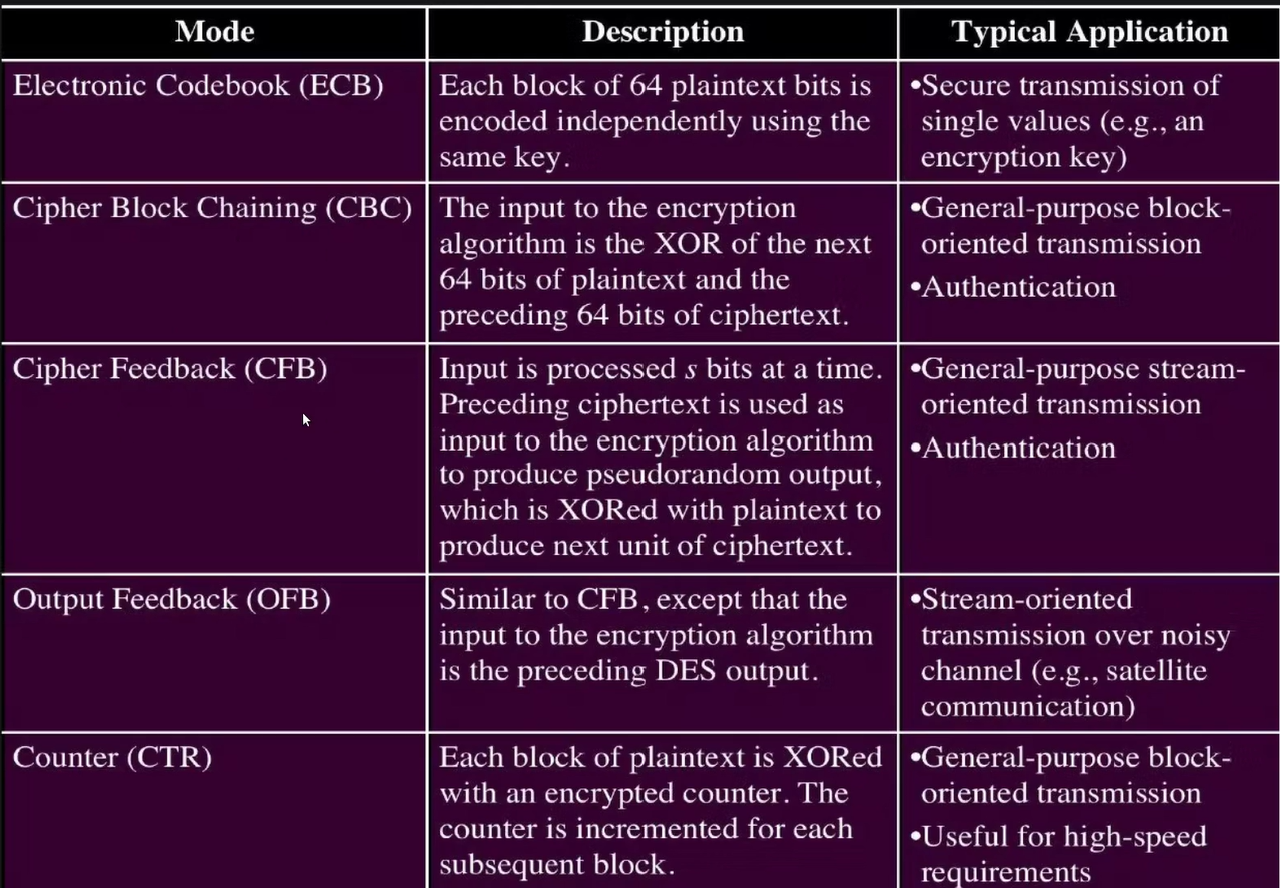 Mode
Description
Typical Application
Electronic Codebook (ECB)
Each block of 64 plaintext bits is
encoded independently using the
same key.
•Secure transmission of
single values (e.g., an
encryption key)
Cipher Block Chaining (CBC)
The input to the encryption
algorithm is the XOR of the next
64 bits of plaintext and the
preceding 64 bits of ciphertext.
•General-purpose block-
oriented transmission
•Authentication
Cipher Feedback (CFB)
Input is processed s bits at a time.
Preceding ciphertext is used as
input to the encryption algorithm
to produce pseudorandom output,
which is XORed with plaintext to
produce next unit of ciphertext.
•General-purpose stream-
oriented transmission
•Authentication
Output Feedback (OFB)
Similar to CFB, except that the
input to the encryption algorithm
is the preceding DES output.
•Stream-oriented
transmission over noisy
channel (e.g., satellite
communication)
Counter (CTR)
Each block of plaintext is XORed
with an encrypted counter. The
counter is incremented for each
subsequent block.
•General-purpose block-
oriented transmission
•Useful for high-speed
requirements